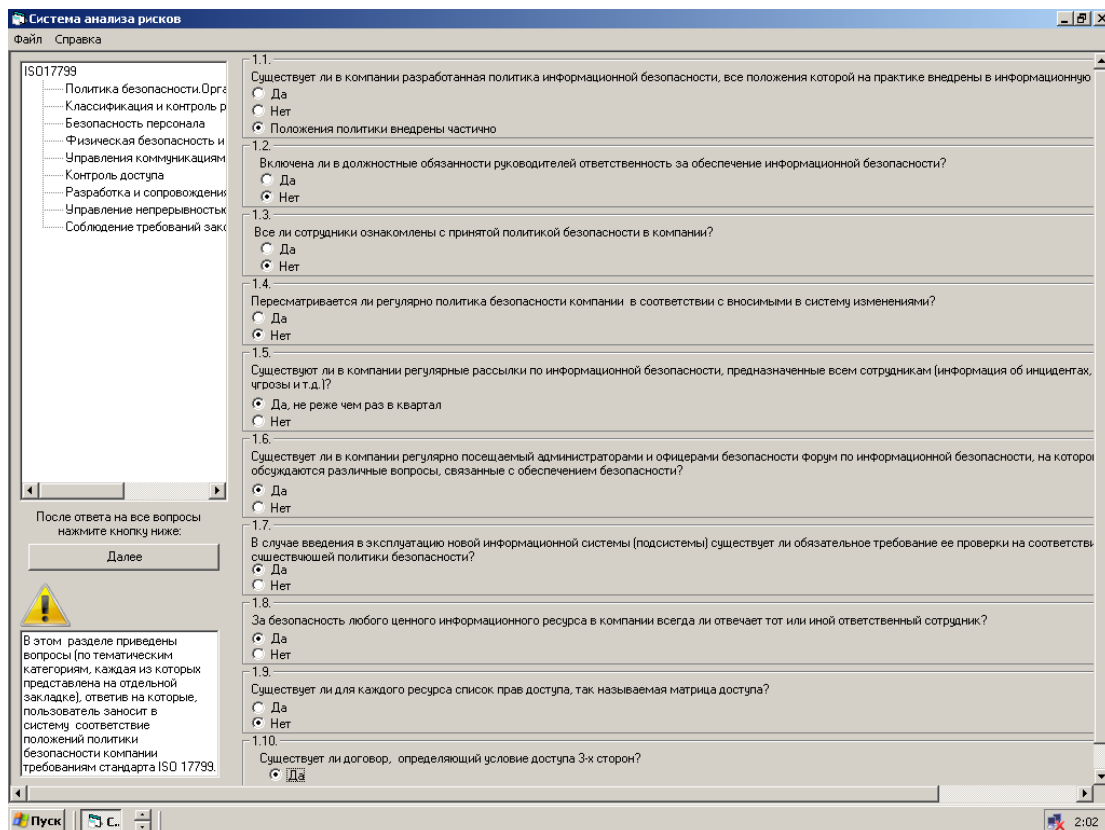 Система анализа рисков
Файл Справка
ISO17799
Политика безопасности.Орга
Классификация и контроль р
Безопасность персонала
Физическая безопасность и
Управления коммуникациям
Контроль доступа
Разработка и сопровождения
Управление непрерывностью
Соблюдение требований зако
После ответа на все вопросы
нажмите кнопку ниже:
Далее
В этом раздele приведены
вопросы (по тематическим
категориям, каждая из которых
представлена на отдельной
закладке), ответив на которые,
пользователь заносит в
систему соответствие
положений политики
безопасности компании
требованиям стандарта ISO 17799.
1.1.
Существует ли в компании разработанная политика информационной безопасности, все положения которой на практике внедрены в информационную
Да
Нет
Положения политики внедрены частично
1.2.
Включена ли в должностные обязанности руководителей ответственность за обеспечение информационной безопасности?
Да
Нет
1.3.
Все ли сотрудники ознакомлены с принятой политикой безопасности в компании?
Да
Нет
1.4.
Пересматривается ли регулярно политика безопасности компании в соответствии с вносимыми в систему изменениями?
Да
Нет
1.5.
Существуют ли в компании регулярные рассылки по информационной безопасности, предназначенные всем сотрудникам (информация об инцидентах,
угрозы и т.д.)?
Да, не реже чем раз в квартал
Нет
1.6.
Существует ли в компании регулярно посещаемый администраторами и офицерами безопасности форум по информационной безопасности, на которо
обсуждаются различные вопросы, связанные с обеспечением безопасности?
Да
Нет
1.7.
В случае введения в эксплуатацию новой информационной системы (подсистемы) существует ли обязательное требование ее проверки на соответстви
существующей политики безопасности?
Да
Нет
1.8.
За безопасность любого ценного информационного ресурса в компании всегда ли отвечает тот или иной ответственный сотрудник?
Да
Нет
1.9.
Существует ли для каждого ресурса список прав доступа, так называемая матрица доступа?
Да
Нет
1.10.
Существует ли договор, определяющий условие доступа 3-х сторон?
Да
Пуск
С..
2:02